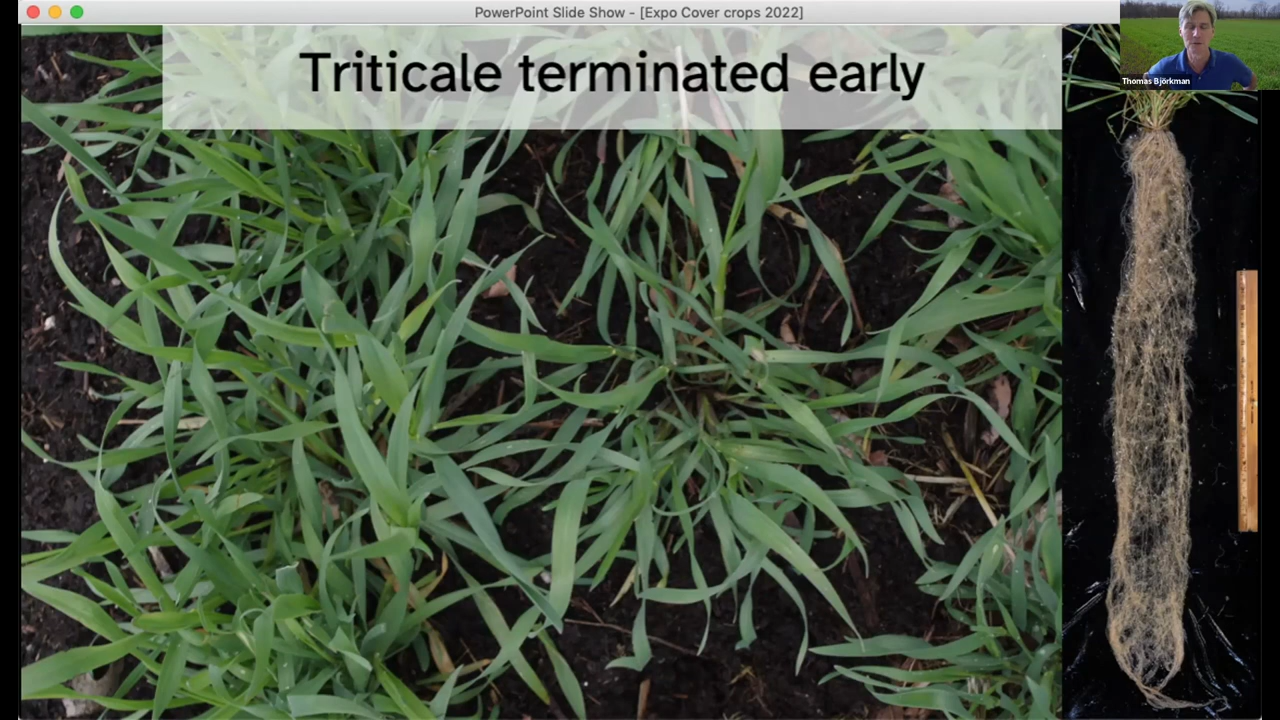 PowerPoint Slide Show - [Expo Cover crops 2022]
Triticale terminated early
Thomas Björkman